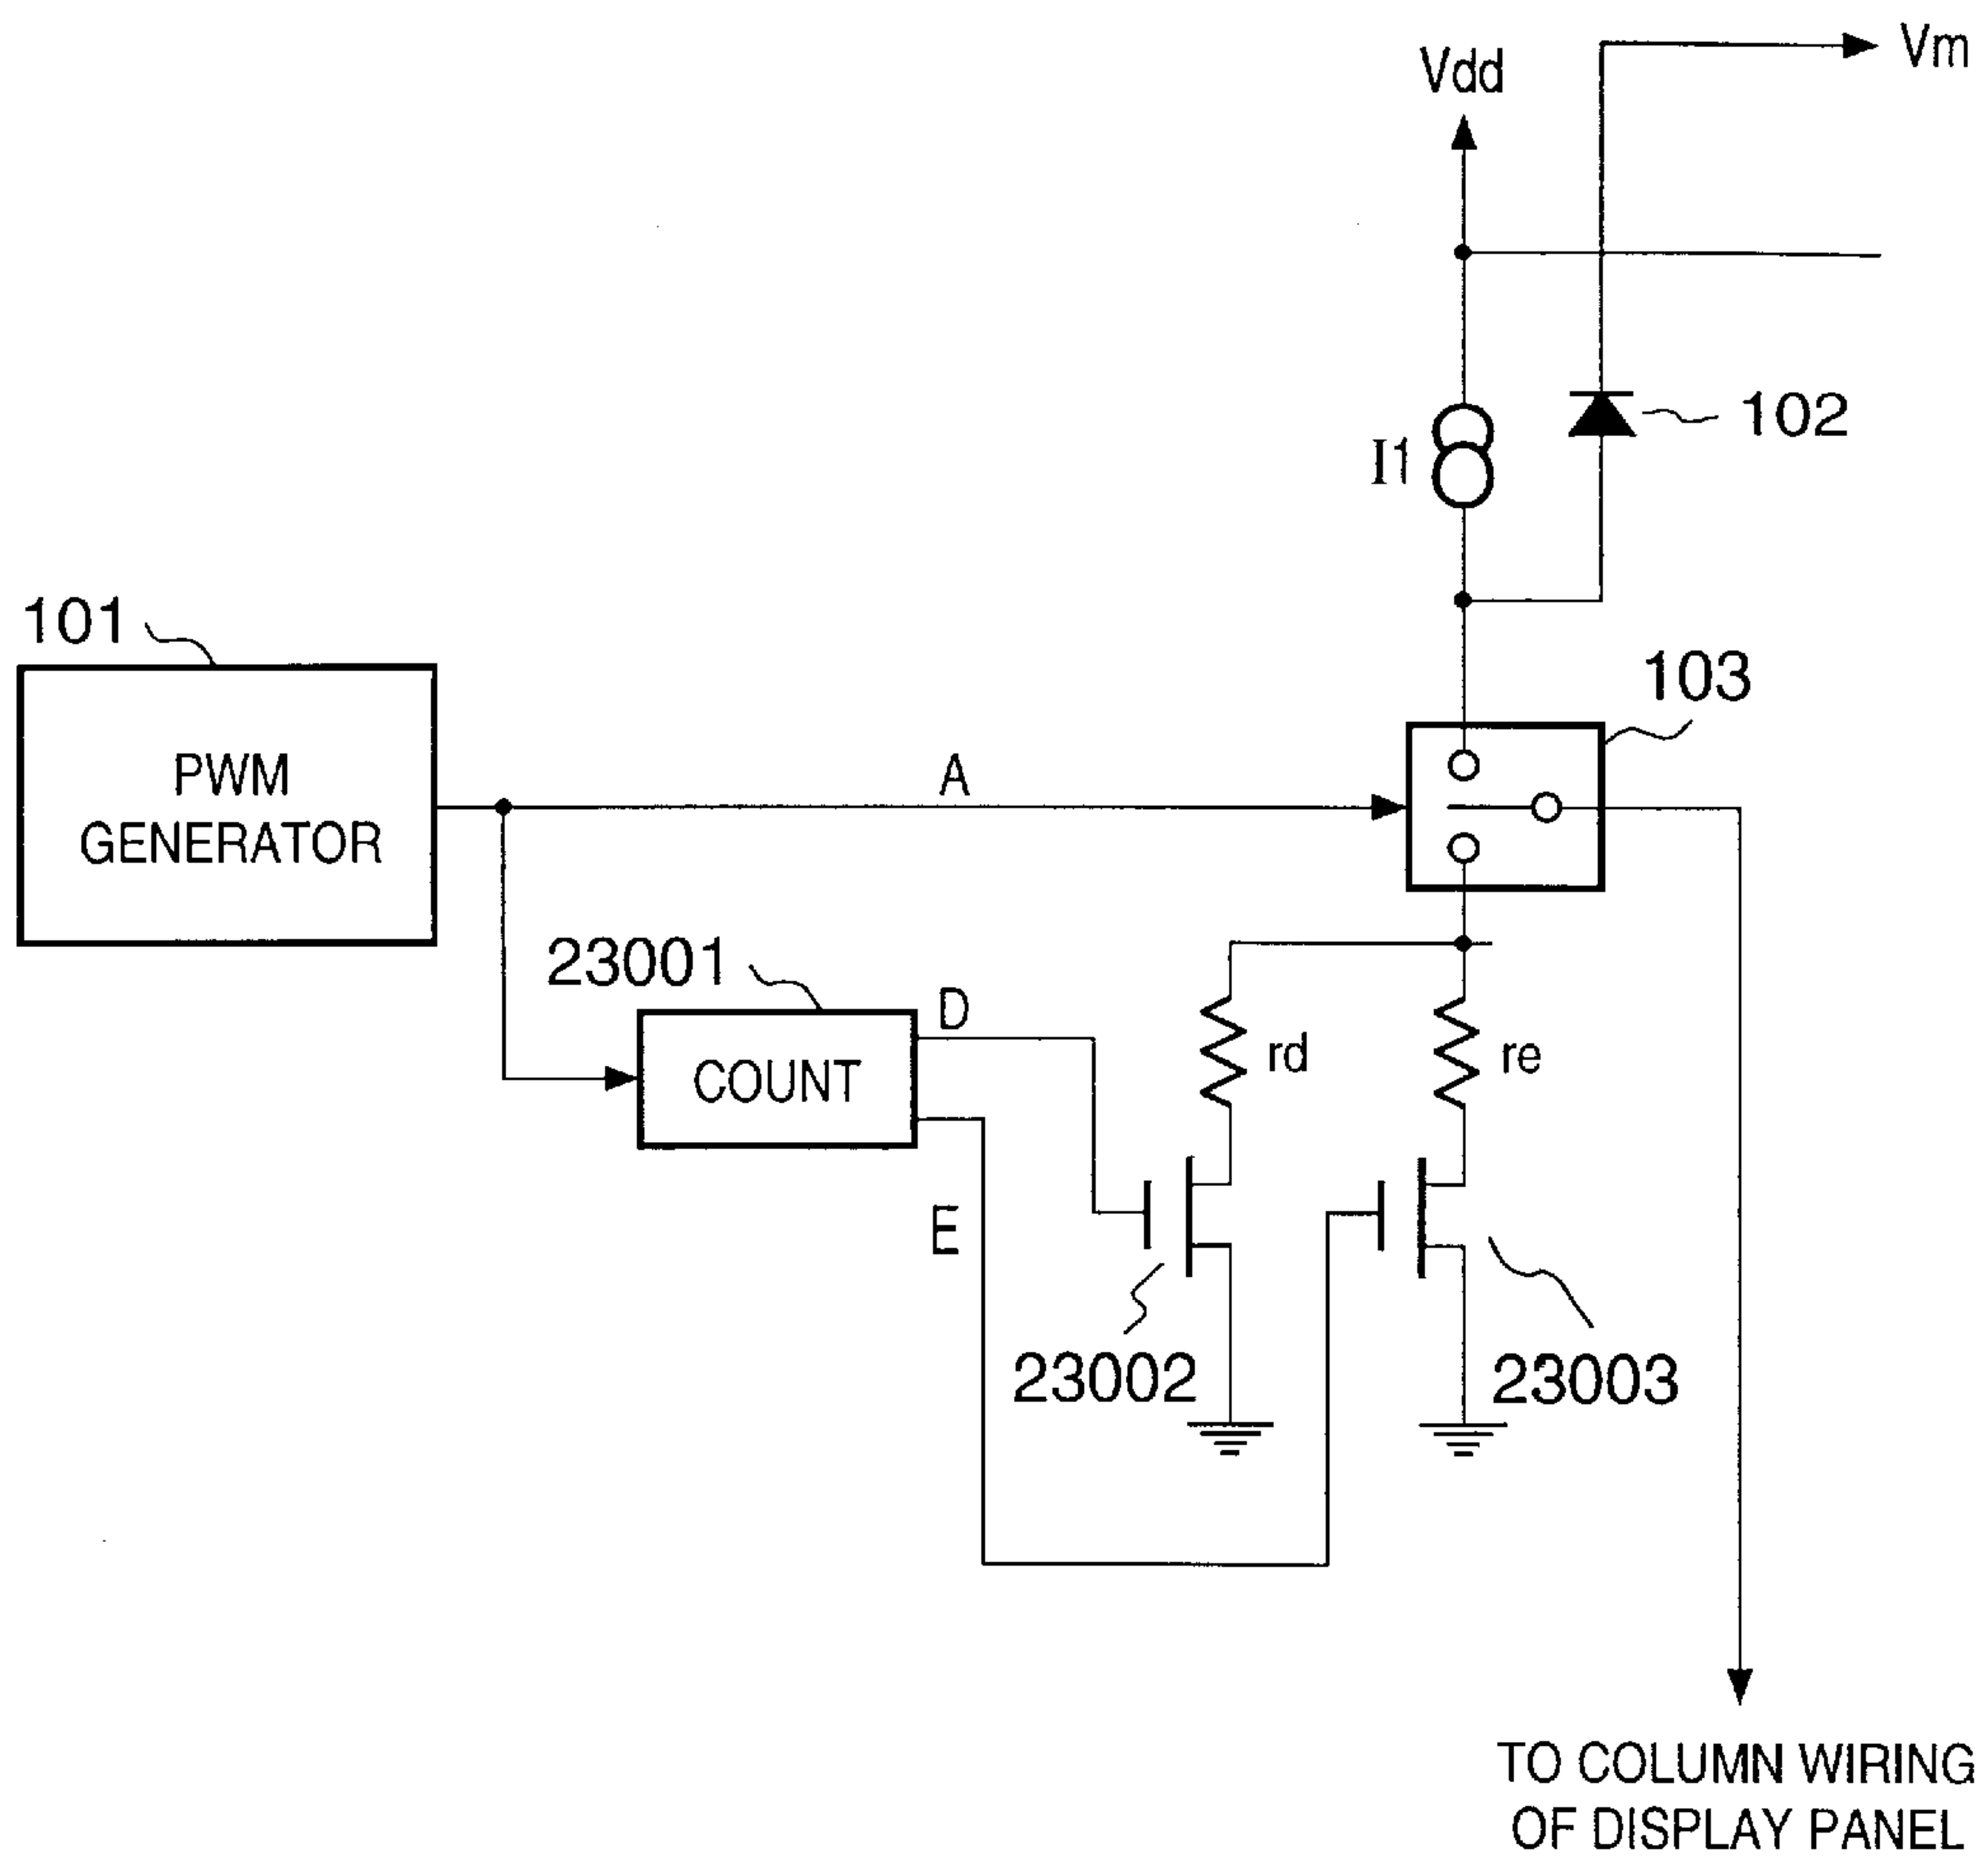 Vm
Vdd
102
I1
101
103
PWM
GENERATOR
A
23001
D
COUNT
rd
re
E
23002
23003
TO COLUMN WIRING
OF DISPLAY PANEL